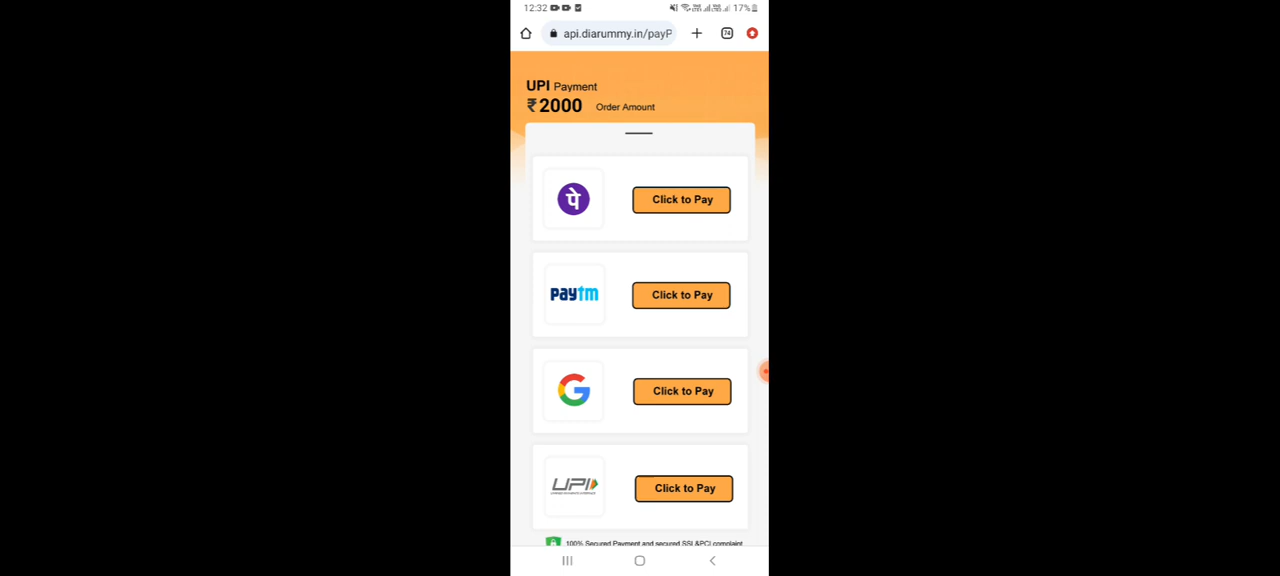 12:32 17%
api.diarummy.in/payP 74
UPI Payment
₹2000 Order Amount
पे Click to Pay
paytm Click to Pay
G Click to Pay
UPI Click to Pay
100% Secured Payment and secured SSL&PCI complaint